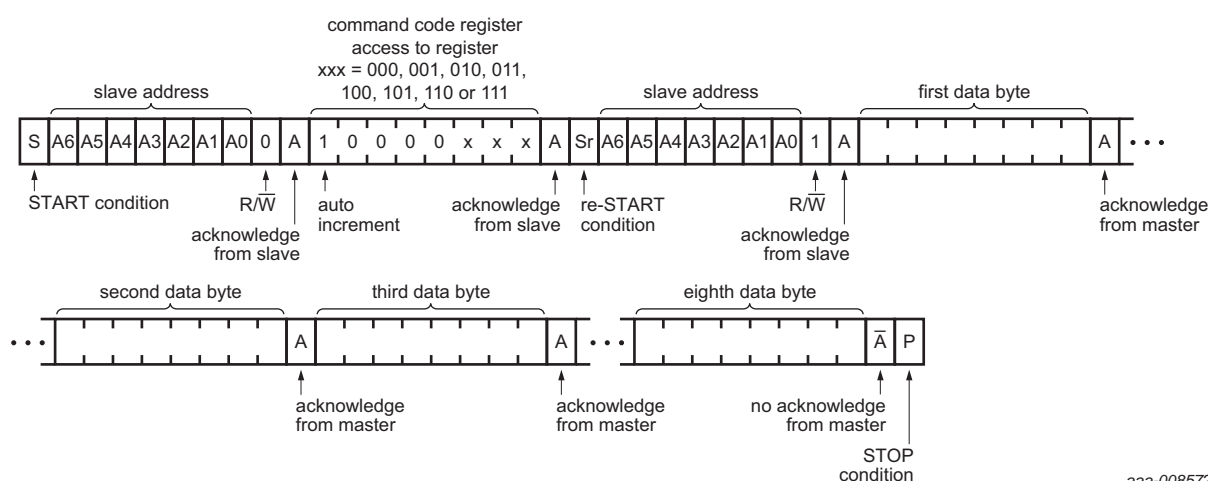 command code register
access to register
xxx = 000, 001, 010, 011,
100, 101, 110 or 111
slave address
slave address
first data byte
S A6 A5 A4 A3 A2 A1 A0 0 A 1 0 0 0 0 x x x A Sr A6 A5 A4 A3 A2 A1 A0 1 A A • • •
START condition
R/W̅
acknowledge
from slave
auto
increment
acknowledge
from slave
re-START
condition
R/W̅
acknowledge
from slave
acknowledge
from master
second data byte
third data byte
eighth data byte
• • • A A • • • A̅ P
acknowledge
from master
acknowledge
from master
no acknowledge
from master
STOP
condition